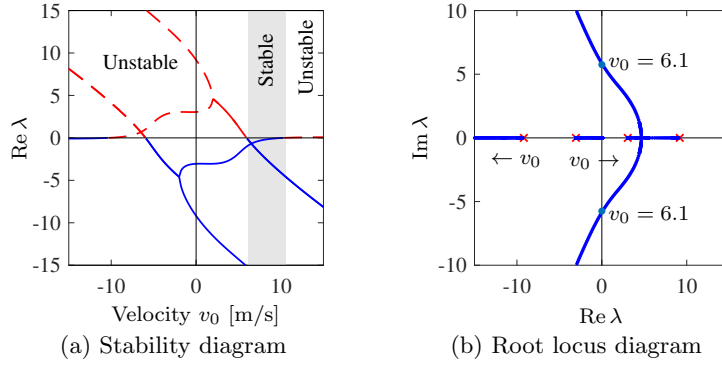 15
10
5
0
-5
-10
-15
Re λ
Unstable
Stable
Unstable
-10
0
10
Velocity v₀ [m/s]
(a) Stability diagram
10
5
0
-5
-10
Im λ
v₀ = 6.1
← v₀
v₀ →
v₀ = 6.1
-10
0
10
Re λ
(b) Root locus diagram